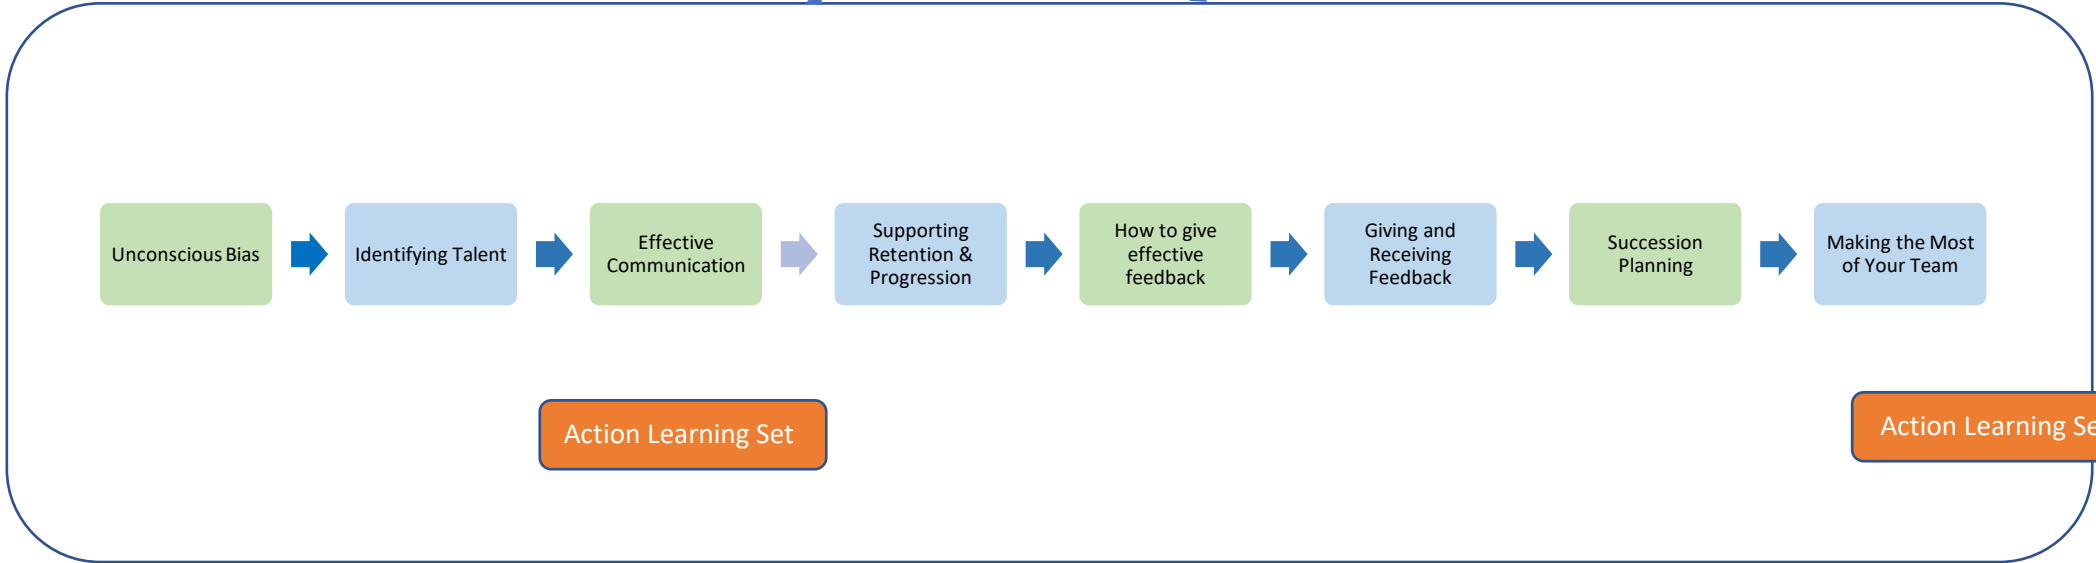 Unconscious Bias
Identifying Talent
Effective
Communication
Supporting
Retention &
Progression
How to give
effective
feedback
Giving and
Receiving
Feedback
Succession
Planning
Making the Most
of Your Team
Action Learning Set
Action Learning Se